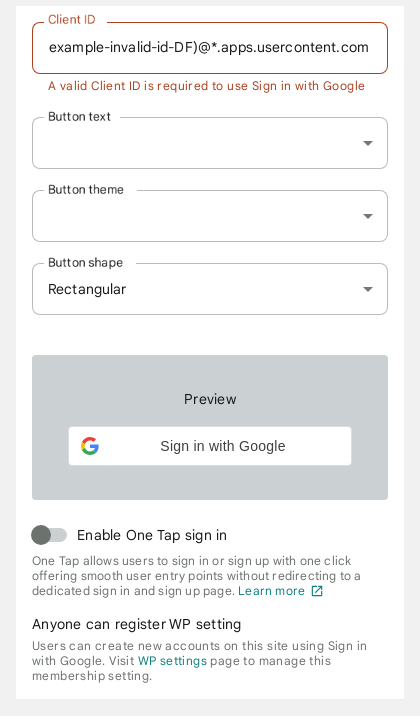 Client ID
example-invalid-id-DF)@*.apps.usercontent.com
A valid Client ID is required to use Sign in with Google
Button text
Button theme
Button shape
Rectangular
Preview
Sign in with Google
Enable One Tap sign in
One Tap allows users to sign in or sign up with one click
offering smooth user entry points without redirecting to a
dedicated sign in and sign up page. Learn more
Anyone can register WP setting
Users can create new accounts on this site using Sign in
with Google. Visit WP settings page to manage this
membership setting.